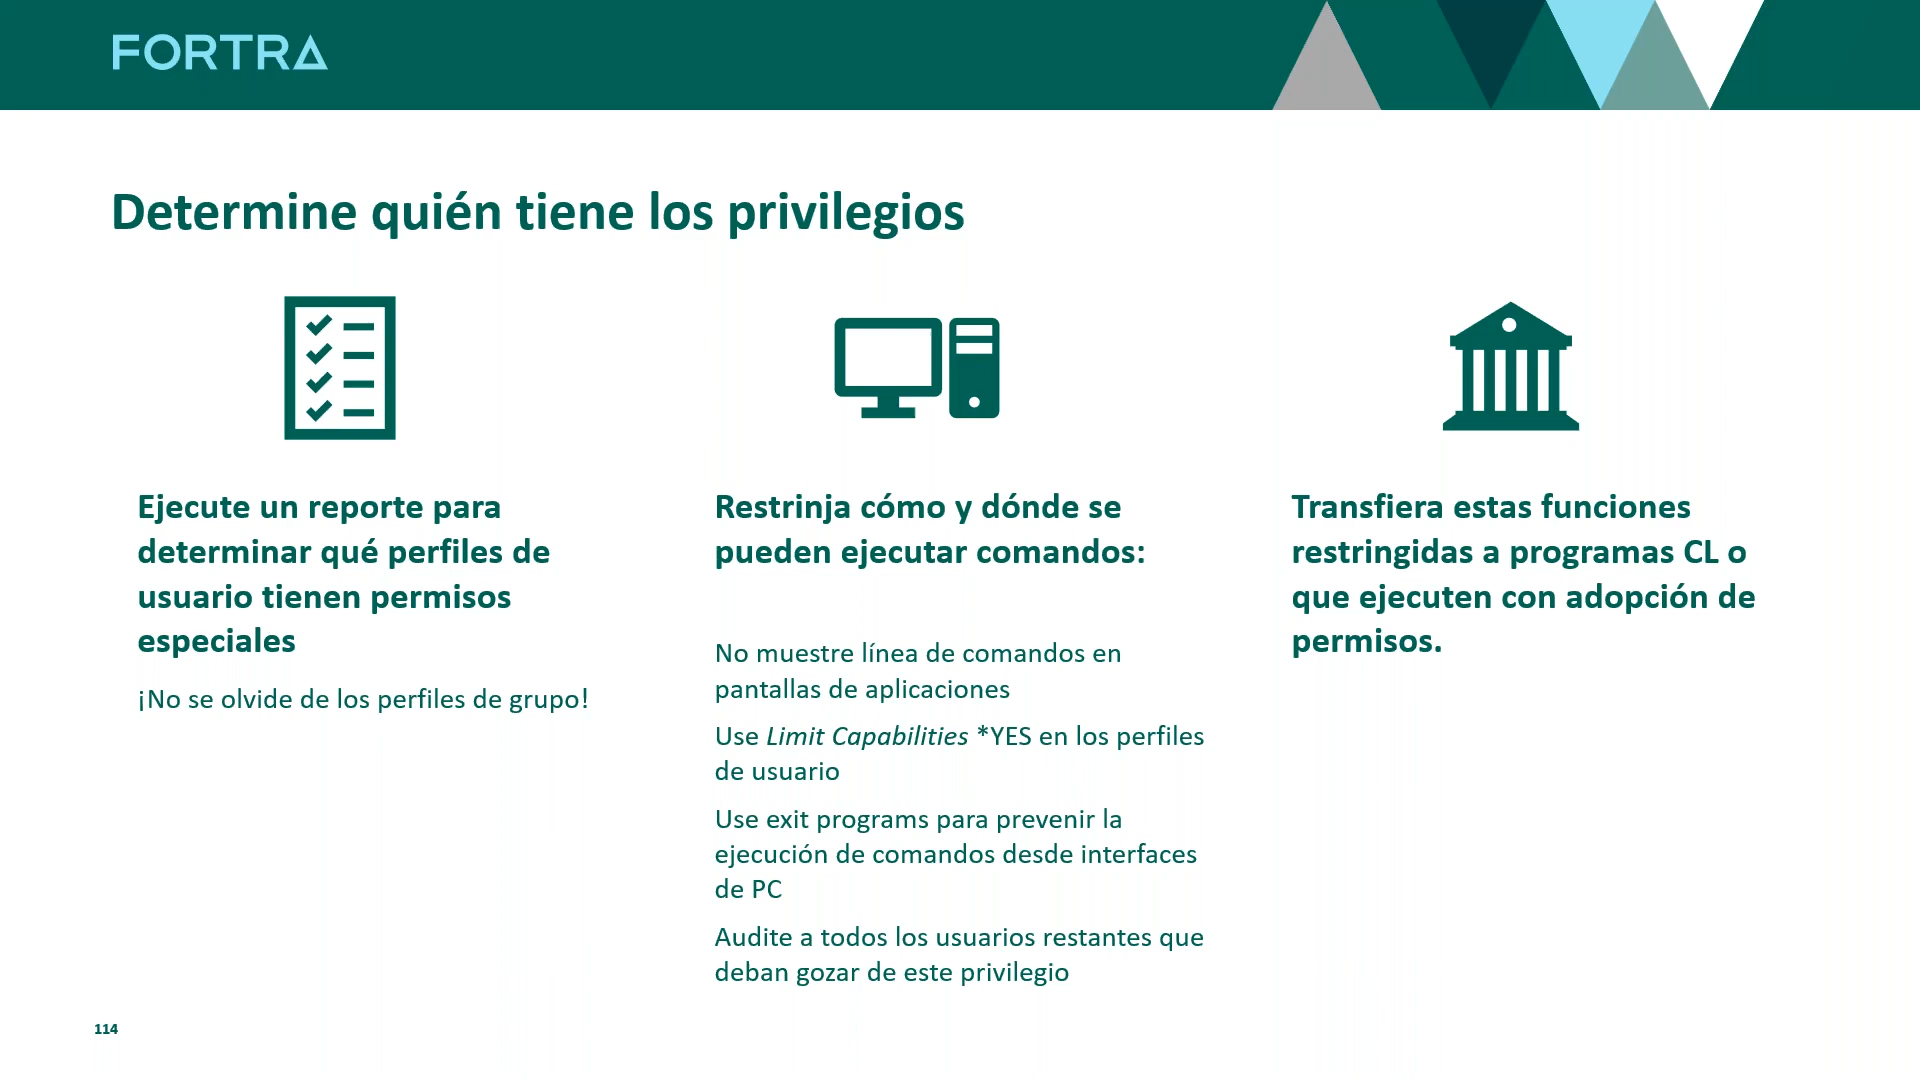 FORTRA
Determine quién tiene los privilegios
Ejecute un reporte para
determinar qué perfiles de
usuario tienen permisos
especiales
¡No se olvide de los perfiles de grupo!
Restrinja cómo y dónde se
pueden ejecutar comandos:
No muestre línea de comandos en
pantallas de aplicaciones
Use Limit Capabilities *YES en los perfiles
de usuario
Use exit programs para prevenir la
ejecución de comandos desde interfaces
de PC
Audite a todos los usuarios restantes que
deban gozar de este privilegio
Transfiera estas funciones
restringidas a programas CL o
que ejecuten con adopción de
permisos.
114